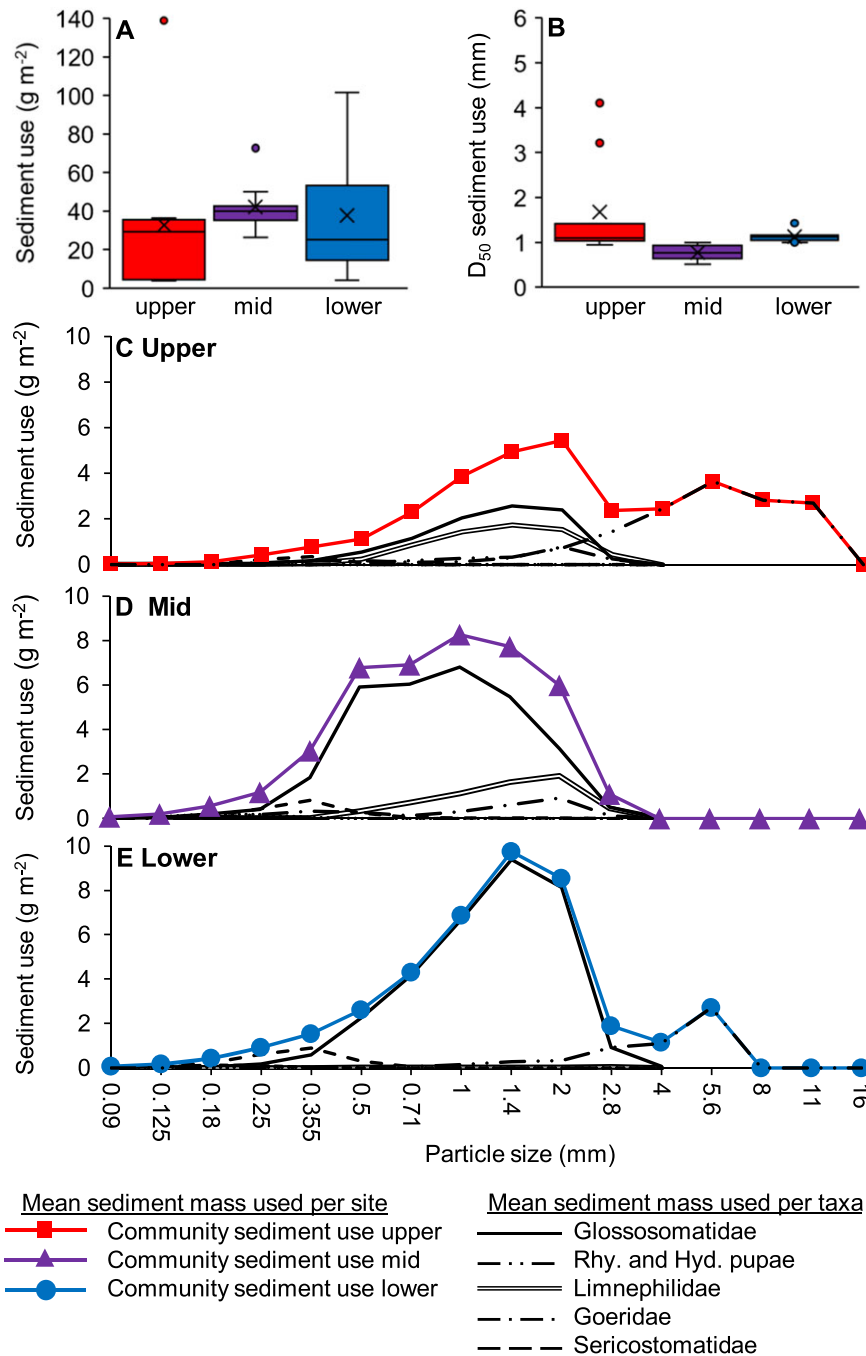 A
Sediment use (g m⁻²)
140
120
100
80
60
40
20
0
upper mid lower
B
D₅₀ sediment use (mm)
6
5
4
3
2
1
0
upper mid lower
C Upper
Sediment use (g m⁻²)
10
8
6
4
2
0
D Mid
Sediment use (g m⁻²)
10
8
6
4
2
0
E Lower
Sediment use (g m⁻²)
10
8
6
4
2
0
0.09 0.125 0.18 0.25 0.355 0.5 0.71 1 1.4 2 2.8 4 5.6 8 11 16
Particle size (mm)
Mean sediment mass used per site
Community sediment use upper
Community sediment use mid
Community sediment use lower
Mean sediment mass used per taxa
Glossosomatidae
Rhy. and Hyd. pupae
Limnephilidae
Goeridae
Sericostomatidae